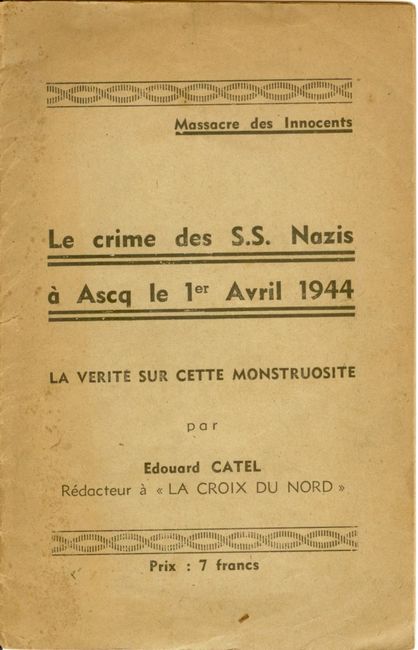 Massacre des Innocents
Le crime des S.S. Nazis
à Ascq le 1er Avril 1944
LA VERITE SUR CETTE MONSTRUOSITE
par
Edouard CATEL
Rédacteur à « LA CROIX DU NORD »
Prix : 7 francs